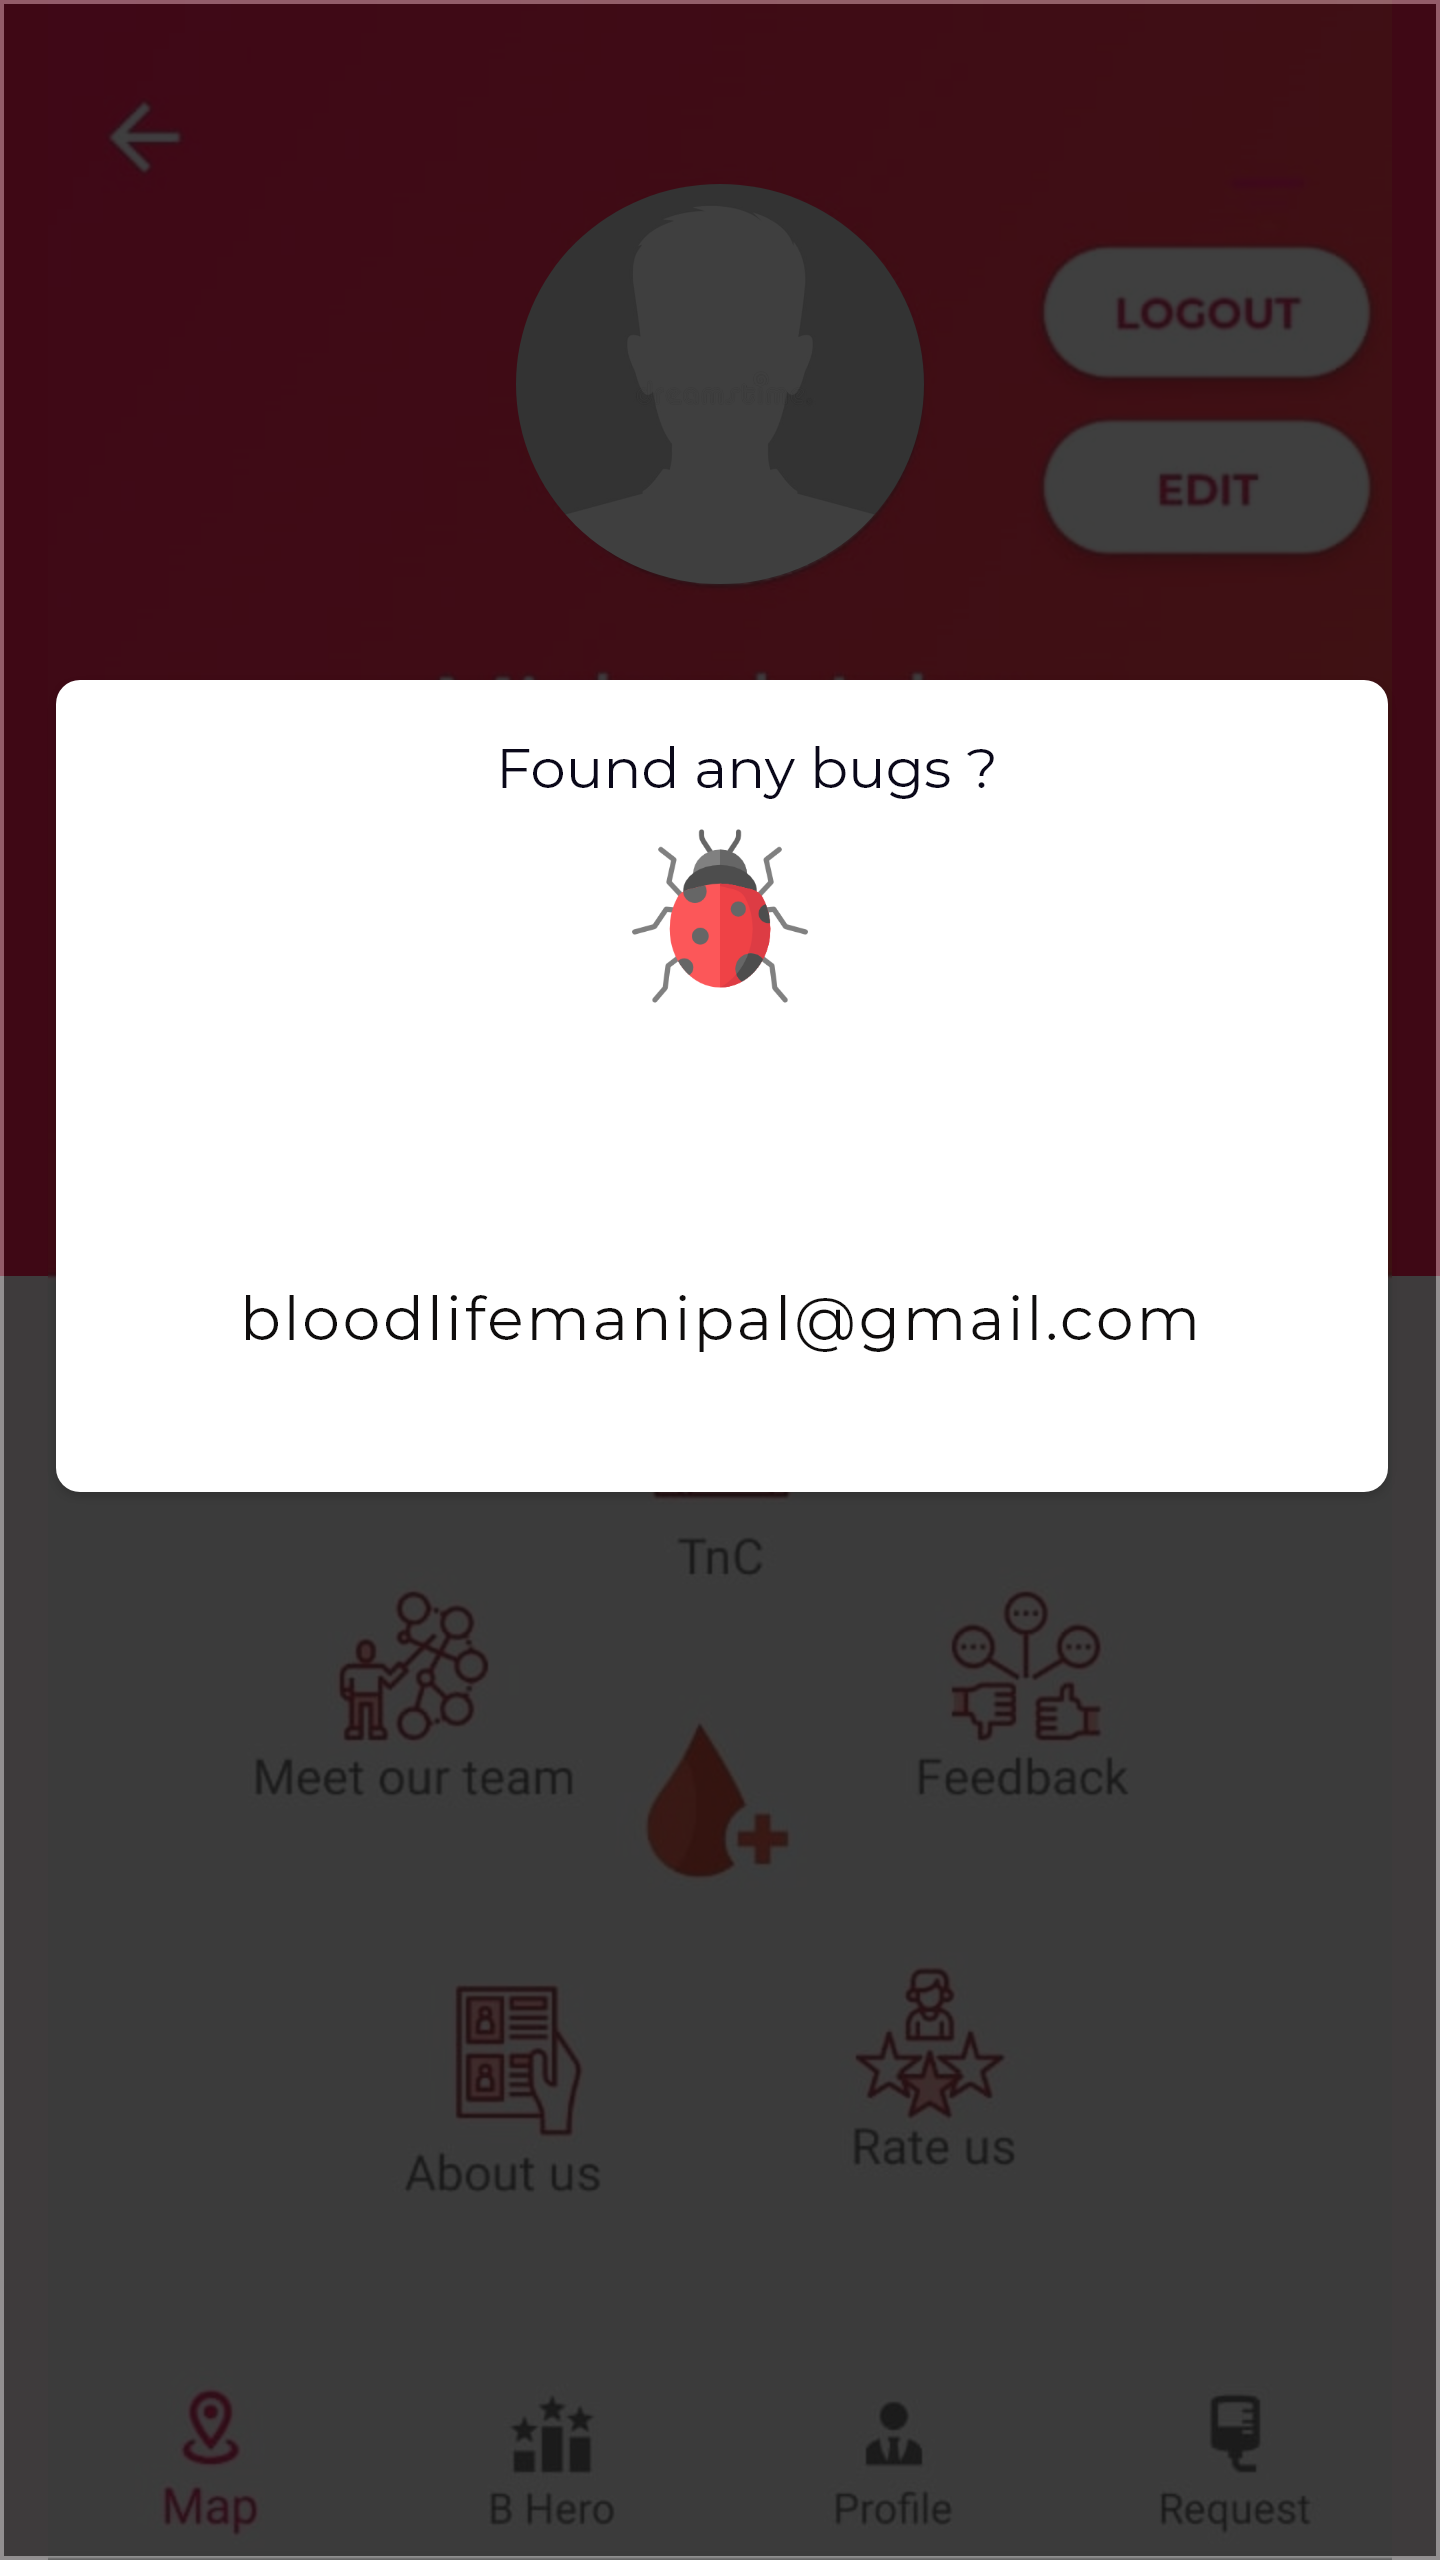 LOGOUT
EDIT
Found any bugs ?
bloodlifemanipal@gmail.com
TnC
Meet our team
Feedback
About us
Rate us
Map
B Hero
Profile
Request